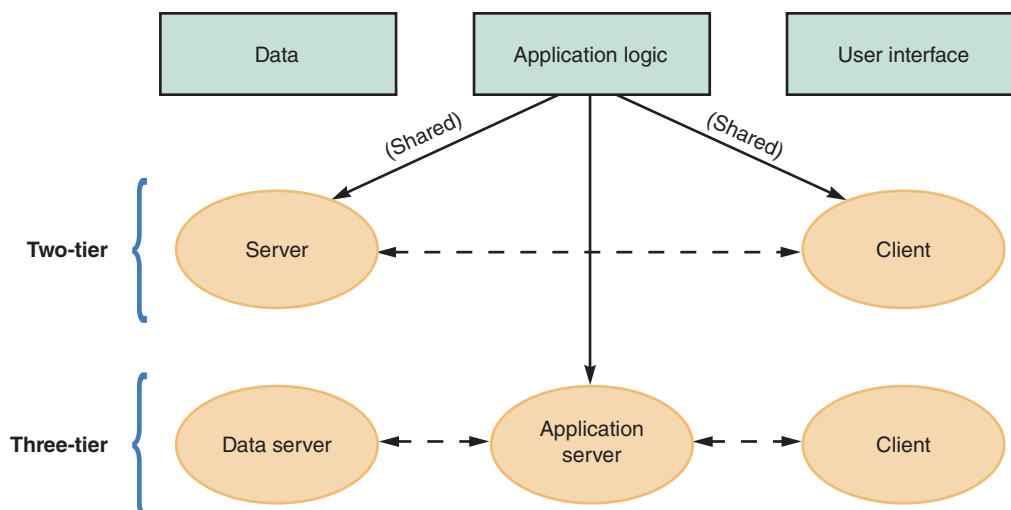 Data
Application logic
User interface
(Shared)
(Shared)
Two-tier
Server
Client
Three-tier
Data server
Application
server
Client